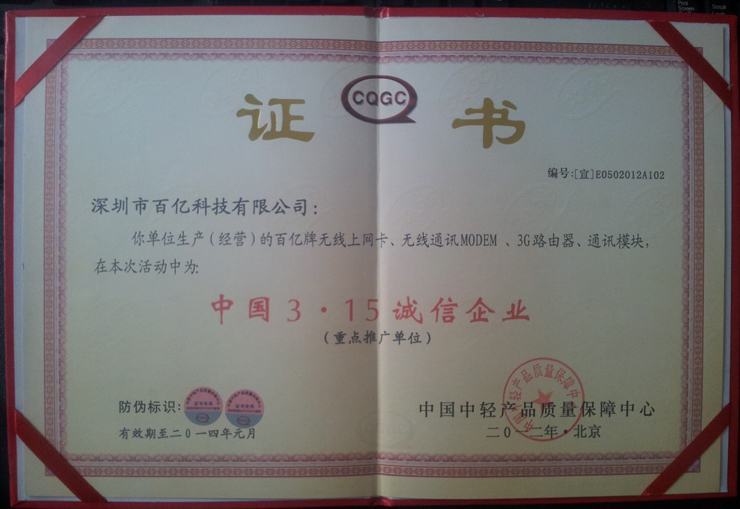 证 CQGC 书
编号:[宣]E0502012A102
深圳市百亿科技有限公司:
你单位生产(经营)的百亿牌无线上网卡、无线通讯MODEM 、3G路由器、通讯模块,
在本次活动中为:
中国3·15诚信企业
(重点推广单位)
防伪标识:
中国中轻产品质量保障中心
有效期至二0一四年元月
二0一二年·北京